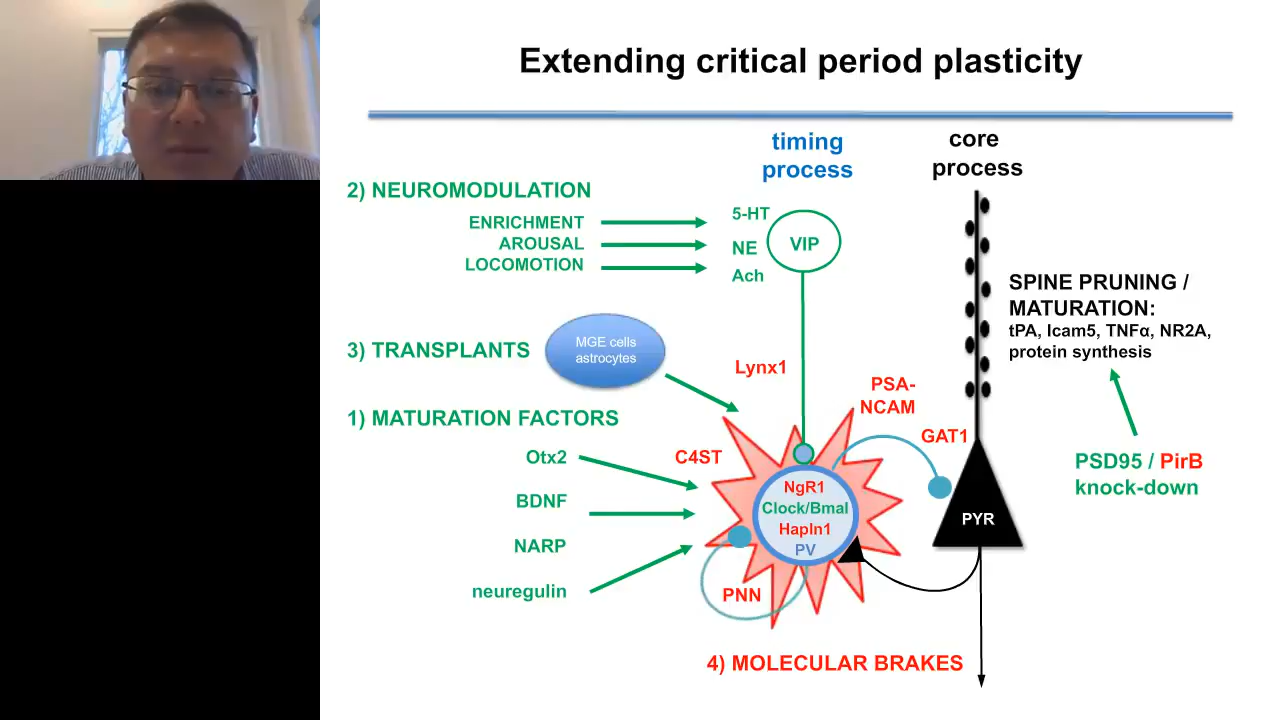 Extending critical period plasticity
timing
process
core
process
2) NEUROMODULATION
ENRICHMENT
AROUSAL
LOCOMOTION
5-HT
NE
Ach
VIP
SPINE PRUNING /
MATURATION:
tPA, Icam5, TNFα, NR2A,
protein synthesis
3) TRANSPLANTS
MGE cells
astrocytes
Lynx1
PSA-
NCAM
GAT1
1) MATURATION FACTORS
Otx2
BDNF
NARP
neuregulin
C4ST
NgR1
Clock/Bmal
Hapln1
PV
PNN
PYR
PSD95 / PirB
knock-down
4) MOLECULAR BRAKES